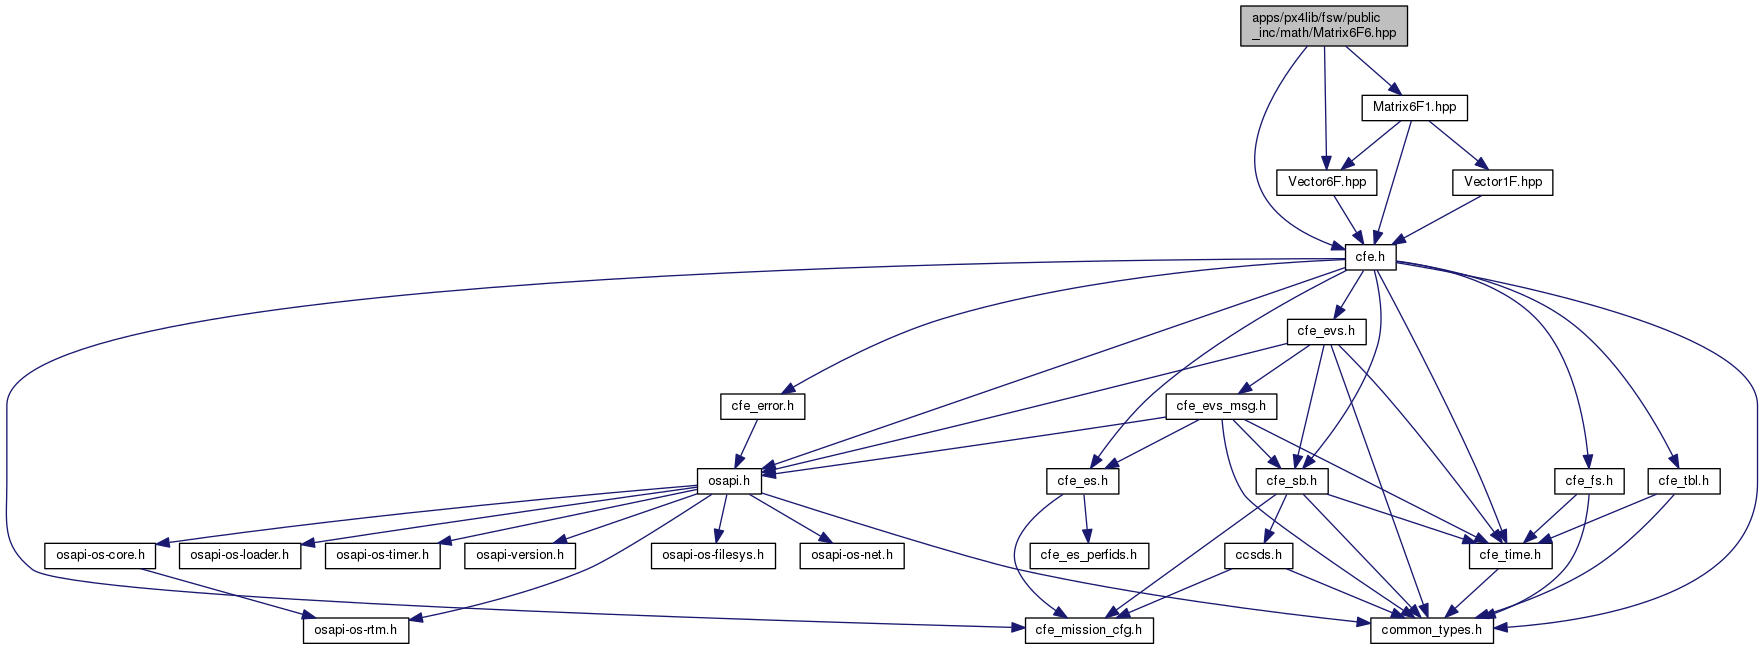 apps/px4lib/fsw/public
_inc/math/Matrix6F6.hpp
Matrix6F1.hpp
Vector6F.hpp
Vector1F.hpp
cfe.h
cfe_evs.h
cfe_error.h
cfe_evs_msg.h
osapi.h
cfe_es.h
cfe_sb.h
cfe_fs.h
cfe_tbl.h
osapi-os-core.h
osapi-os-loader.h
osapi-os-timer.h
osapi-version.h
osapi-os-filesys.h
osapi-os-net.h
cfe_es_perfids.h
ccsds.h
cfe_time.h
osapi-os-rtm.h
cfe_mission_cfg.h
common_types.h